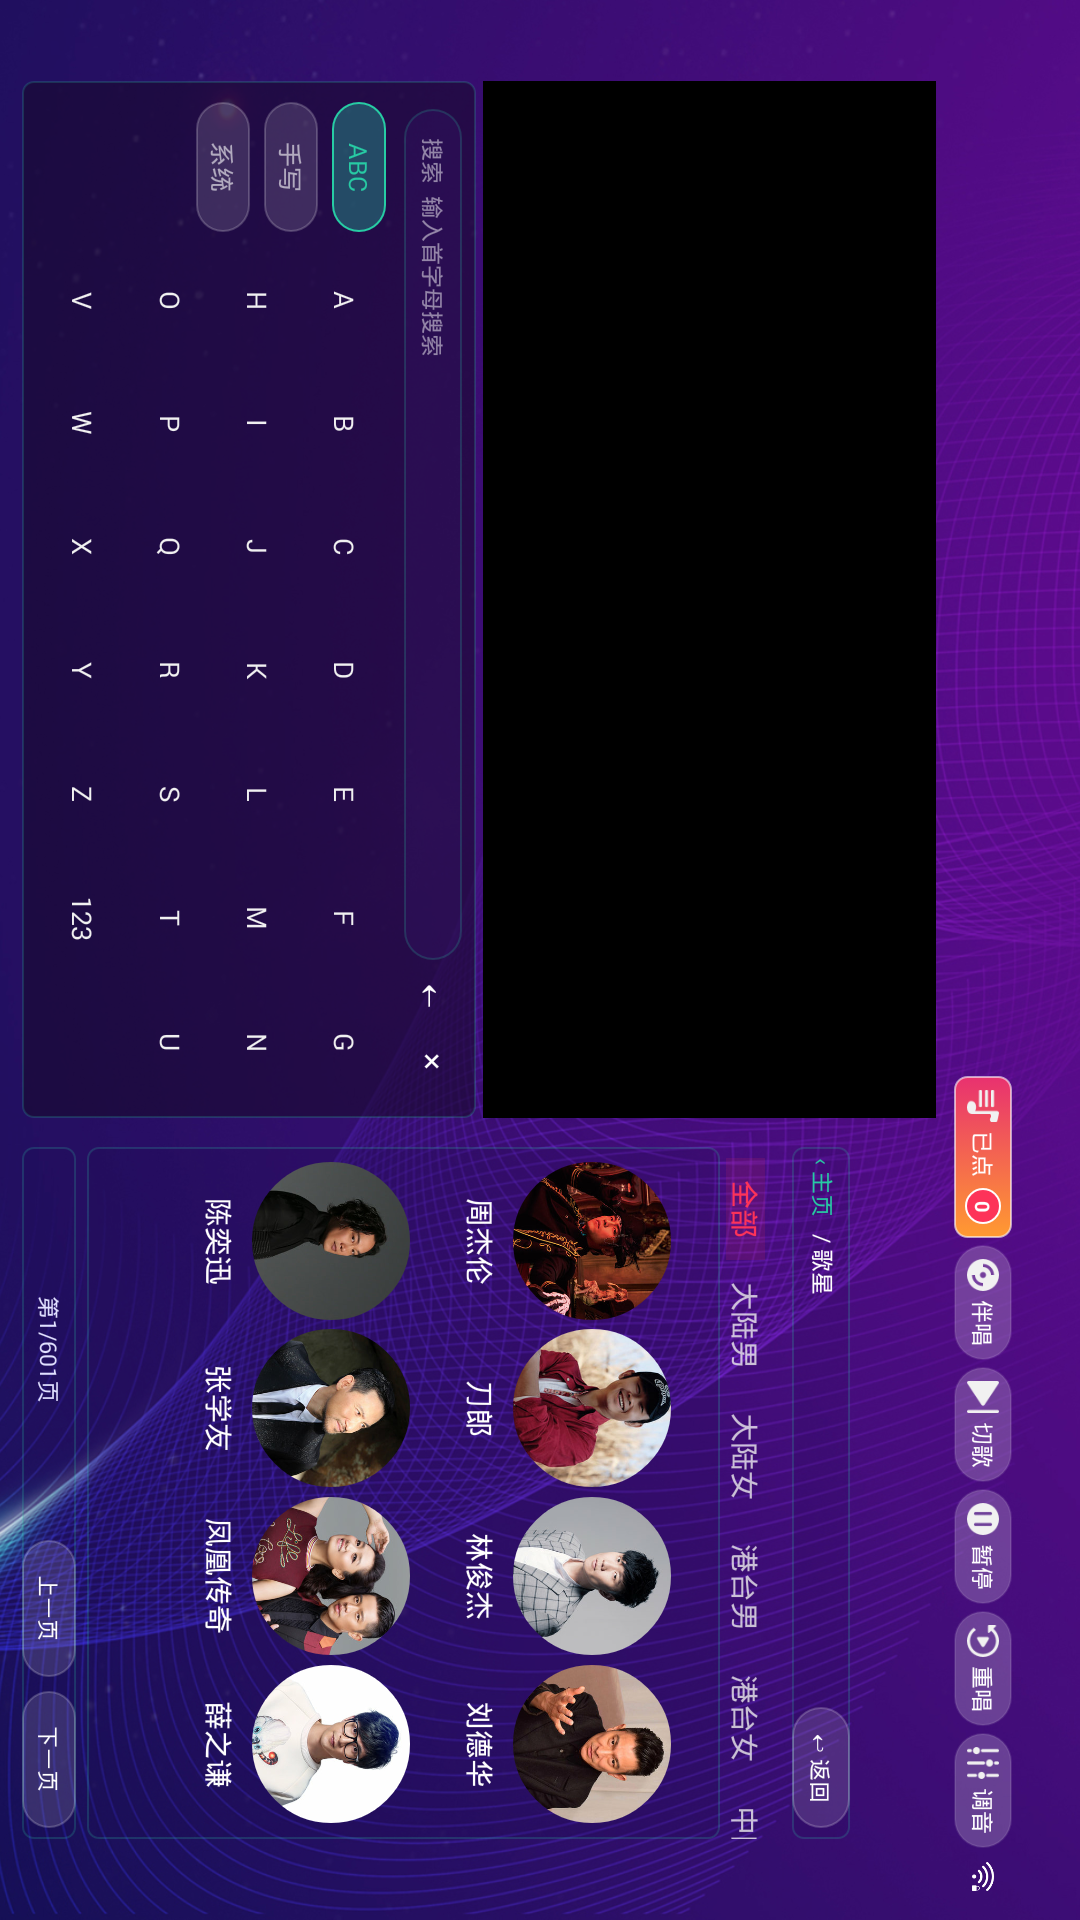 已点 0
伴唱
切歌
暂停
重唱
调音
搜索 输入首字母搜索
ABC
手写
系统
A B C D E F G
H I J K L M N
O P Q R S T U
V W X Y Z 123
‹ 主页 / 歌星
返回
全部 大陆男 大陆女 港台男 港台女 中
周杰伦 刀郎 林俊杰 刘德华
陈奕迅 张学友 凤凰传奇 薛之谦
第1/601页
上一页
下一页